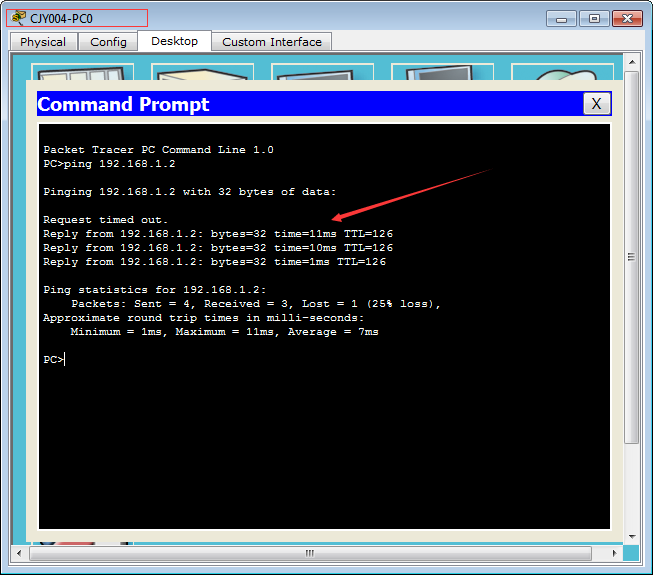 CJY004-PC0
Physical Config Desktop Custom Interface
Command Prompt X
Packet Tracer PC Command Line 1.0
PC>ping 192.168.1.2
Pinging 192.168.1.2 with 32 bytes of data:
Request timed out.
Reply from 192.168.1.2: bytes=32 time=11ms TTL=126
Reply from 192.168.1.2: bytes=32 time=10ms TTL=126
Reply from 192.168.1.2: bytes=32 time=1ms TTL=126
Ping statistics for 192.168.1.2:
Packets: Sent = 4, Received = 3, Lost = 1 (25% loss),
Approximate round trip times in milli-seconds:
Minimum = 1ms, Maximum = 11ms, Average = 7ms
PC>